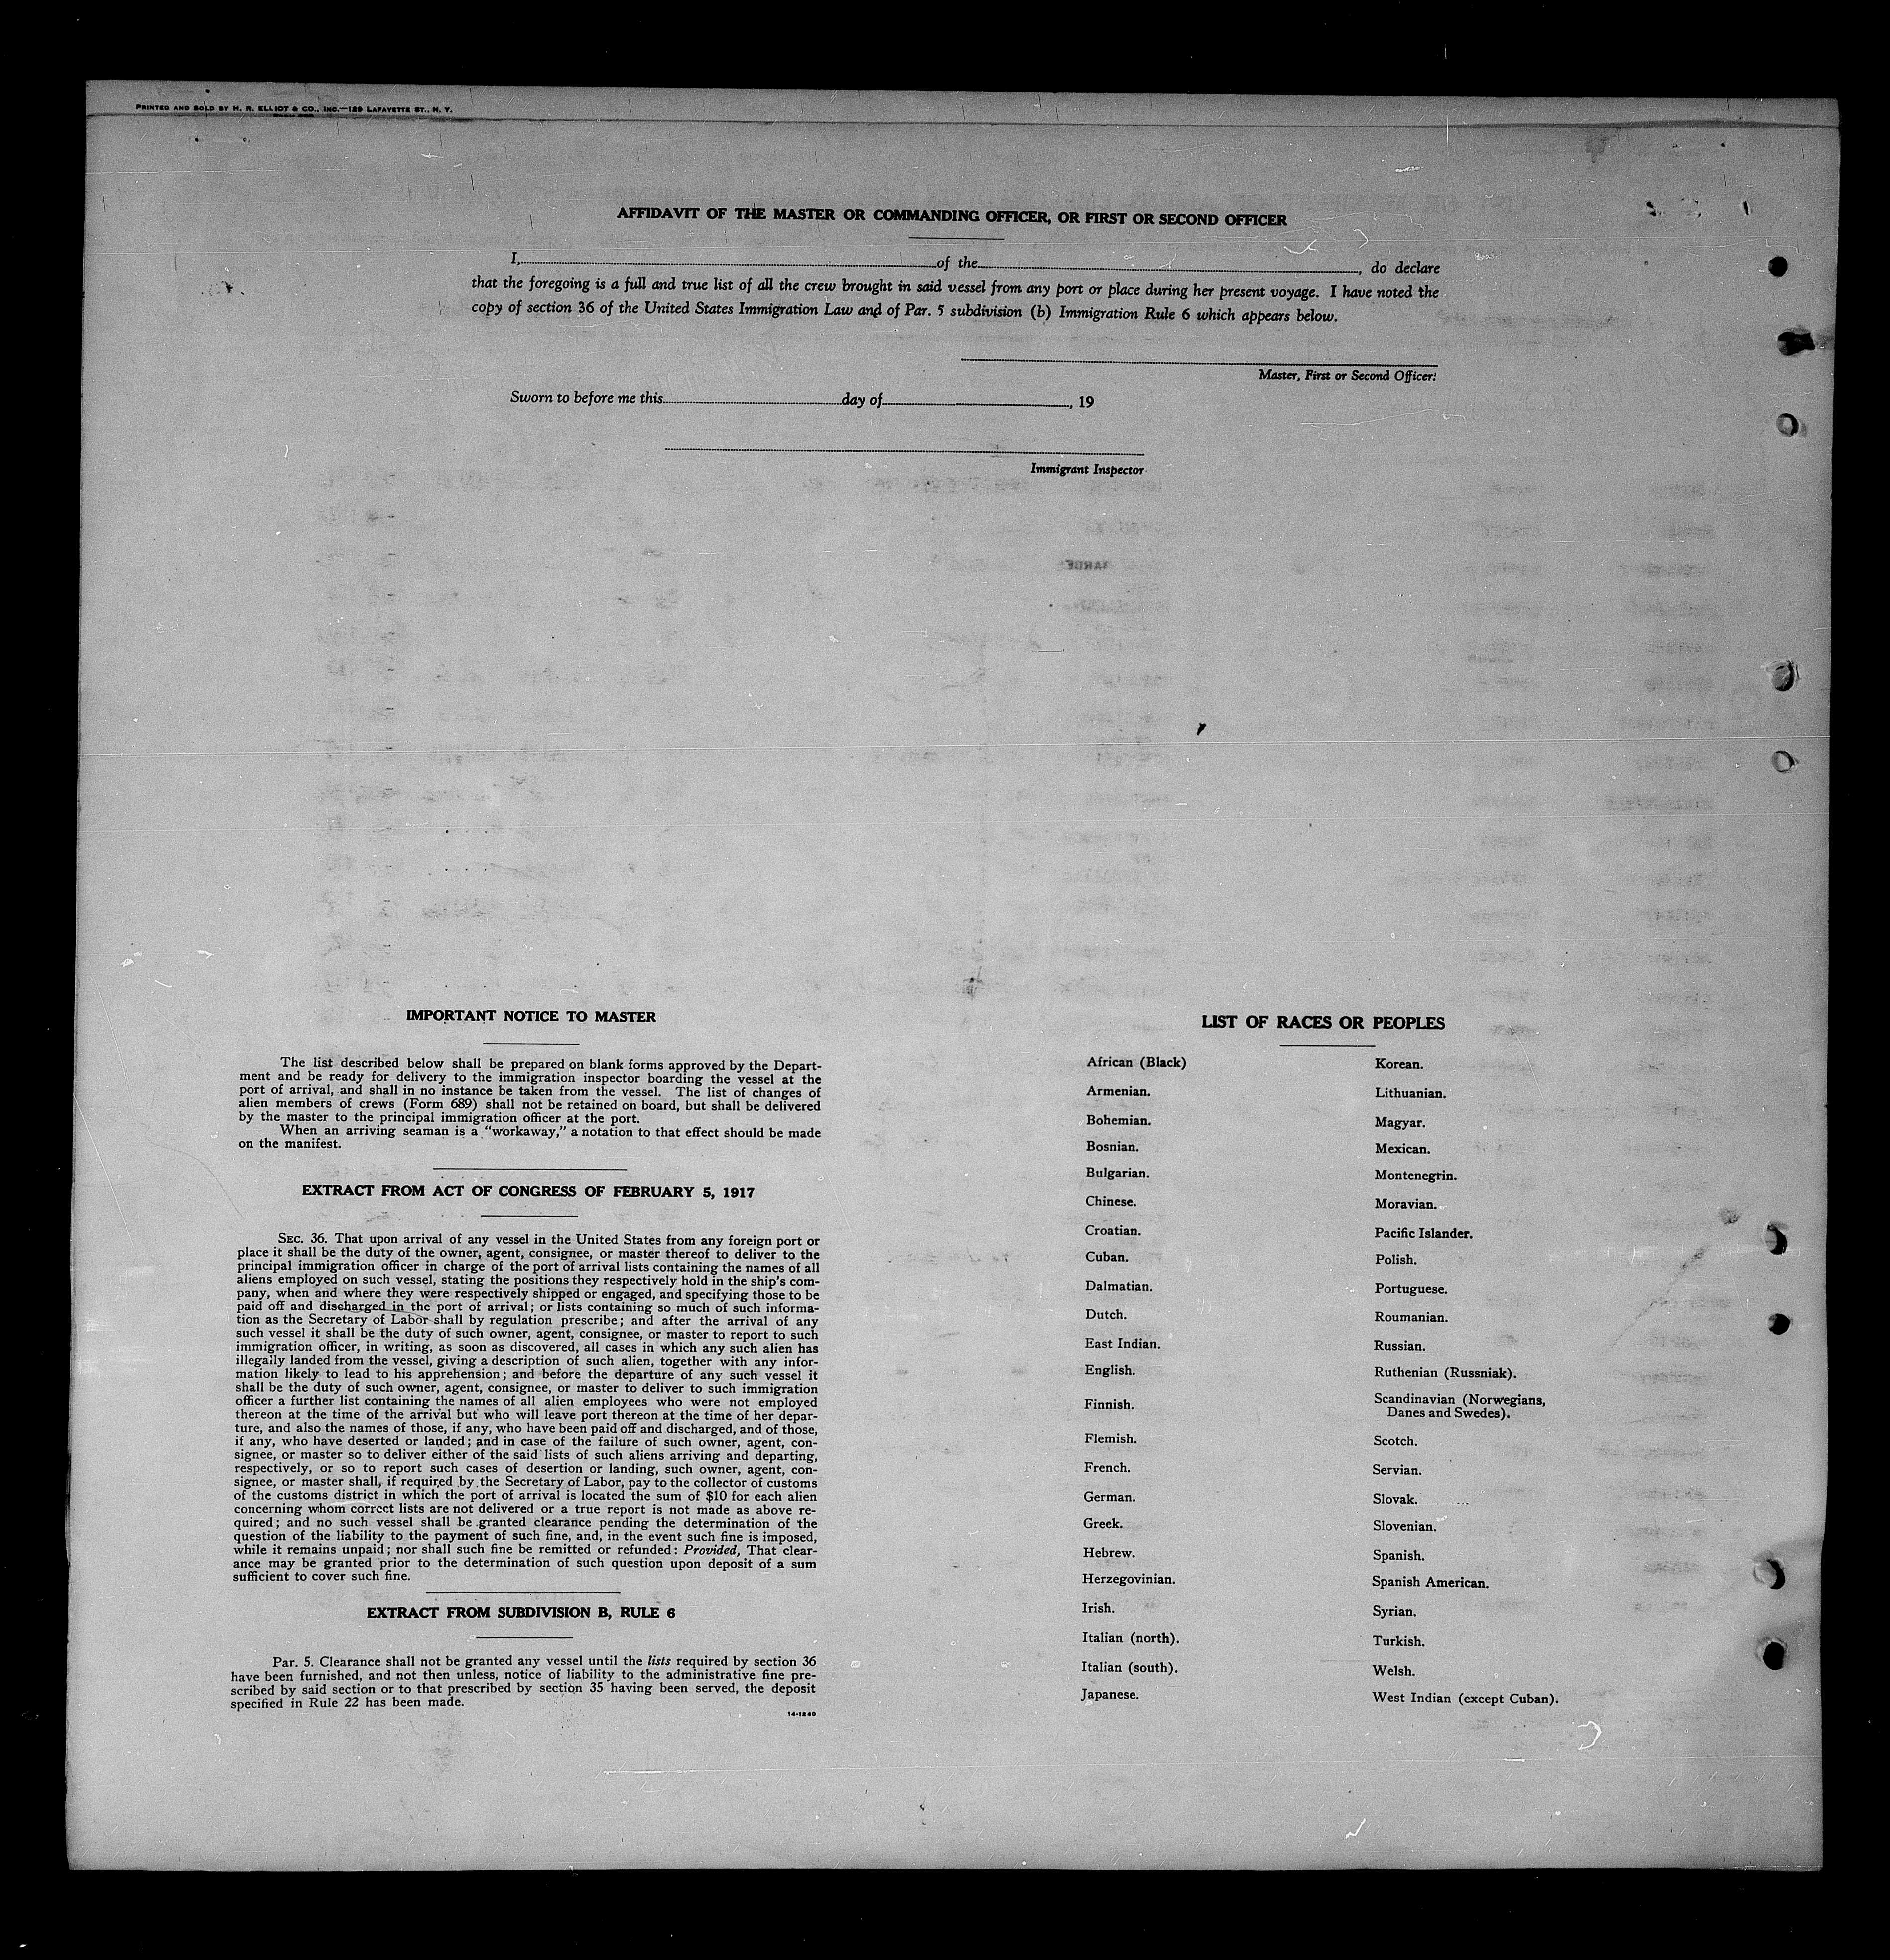 PRINTED AND SOLD BY H. R. ELLIOT & CO., INC.—129 LAFAYETTE ST., N. Y.
AFFIDAVIT OF THE MASTER OR COMMANDING OFFICER, OR FIRST OR SECOND OFFICER
I, of the , do declare
that the foregoing is a full and true list of all the crew brought in said vessel from any port or place during her present voyage. I have noted the
copy of section 36 of the United States Immigration Law and of Par. 5 subdivision (b) Immigration Rule 6 which appears below.
Master, First or Second Officer.
Sworn to before me this day of , 19
Immigrant Inspector
IMPORTANT NOTICE TO MASTER
The list described below shall be prepared on blank forms approved by the Depart-
ment and be ready for delivery to the immigration inspector boarding the vessel at the
port of arrival, and shall in no instance be taken from the vessel. The list of changes of
alien members of crews (Form 689) shall not be retained on board, but shall be delivered
by the master to the principal immigration officer at the port.
When an arriving seaman is a "workaway," a notation to that effect should be made
on the manifest.
EXTRACT FROM ACT OF CONGRESS OF FEBRUARY 5, 1917
SEC. 36. That upon arrival of any vessel in the United States from any foreign port or
place it shall be the duty of the owner, agent, consignee, or master thereof to deliver to the
principal immigration officer in charge of the port of arrival lists containing the names of all
aliens employed on such vessel, stating the positions they respectively hold in the ship's com-
pany, when and where they were respectively shipped or engaged, and specifying those to be
paid off and discharged in the port of arrival; or lists containing so much of such informa-
tion as the Secretary of Labor shall by regulation prescribe; and after the arrival of any
such vessel it shall be the duty of such owner, agent, consignee, or master to report to such
immigration officer, in writing, as soon as discovered, all cases in which any such alien has
illegally landed from the vessel, giving a description of such alien, together with any infor-
mation likely to lead to his apprehension; and before the departure of any such vessel it
shall be the duty of such owner, agent, consignee, or master to deliver to such immigration
officer a further list containing the names of all alien employees who were not employed
thereon at the time of the arrival but who will leave port thereon at the time of her depar-
ture, and also the names of those, if any, who have been paid off and discharged, and of those,
if any, who have deserted or landed; and in case of the failure of such owner, agent, con-
signee, or master so to deliver either of the said lists of such aliens arriving and departing,
respectively, or so to report such cases of desertion or landing, such owner, agent, con-
signee, or master shall, if required by the Secretary of Labor, pay to the collector of customs
of the customs district in which the port of arrival is located the sum of $10 for each alien
concerning whom correct lists are not delivered or a true report is not made as above re-
quired; and no such vessel shall be granted clearance pending the determination of the
question of the liability to the payment of such fine, and, in the event such fine is imposed,
while it remains unpaid; nor shall such fine be remitted or refunded: Provided, That clear-
ance may be granted prior to the determination of such question upon deposit of a sum
sufficient to cover such fine.
EXTRACT FROM SUBDIVISION B, RULE 6
Par. 5. Clearance shall not be granted any vessel until the lists required by section 36
have been furnished, and not then unless, notice of liability to the administrative fine pre-
scribed by said section or to that prescribed by section 35 having been served, the deposit
specified in Rule 22 has been made.
14-1240
LIST OF RACES OR PEOPLES
African (Black)
Armenian.
Bohemian.
Bosnian.
Bulgarian.
Chinese.
Croatian.
Cuban.
Dalmatian.
Dutch.
East Indian.
English.
Finnish.
Flemish.
French.
German.
Greek.
Hebrew.
Herzegovinian.
Irish.
Italian (north).
Italian (south).
Japanese.
Korean.
Lithuanian.
Magyar.
Mexican.
Montenegrin.
Moravian.
Pacific Islander.
Polish.
Portuguese.
Roumanian.
Russian.
Ruthenian (Russniak).
Scandinavian (Norwegians,
Danes and Swedes).
Scotch.
Servian.
Slovak.
Slovenian.
Spanish.
Spanish American.
Syrian.
Turkish.
Welsh.
West Indian (except Cuban).